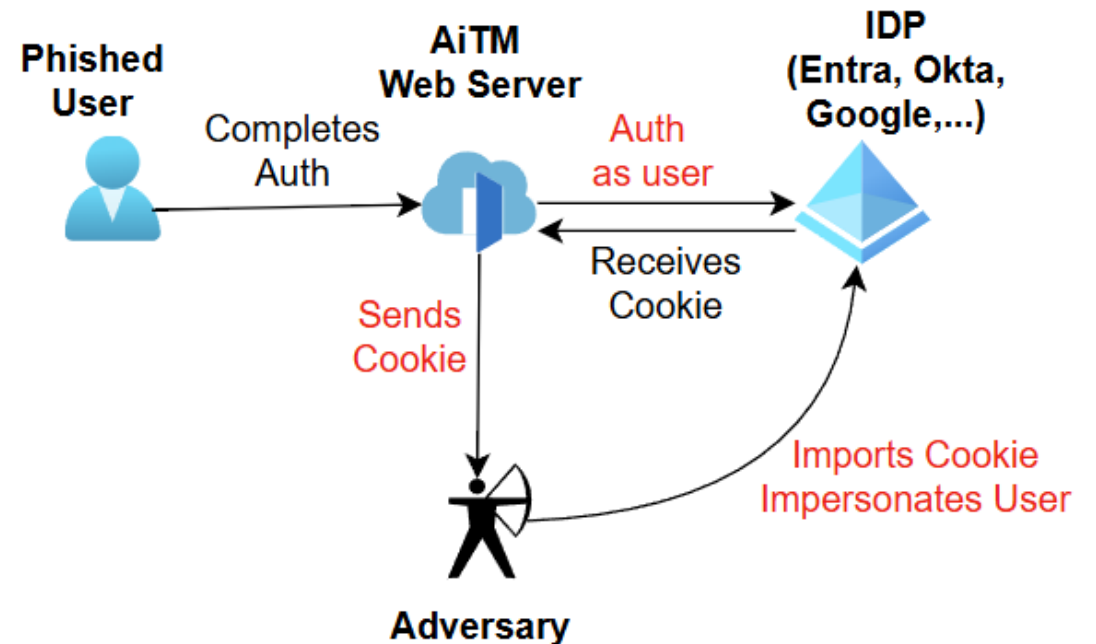 Phished
User
AiTM
Web Server
IDP
(Entra, Okta,
Google,...)
Completes
Auth
Auth
as user
Receives
Cookie
Sends
Cookie
Imports Cookie
Impersonates User
Adversary